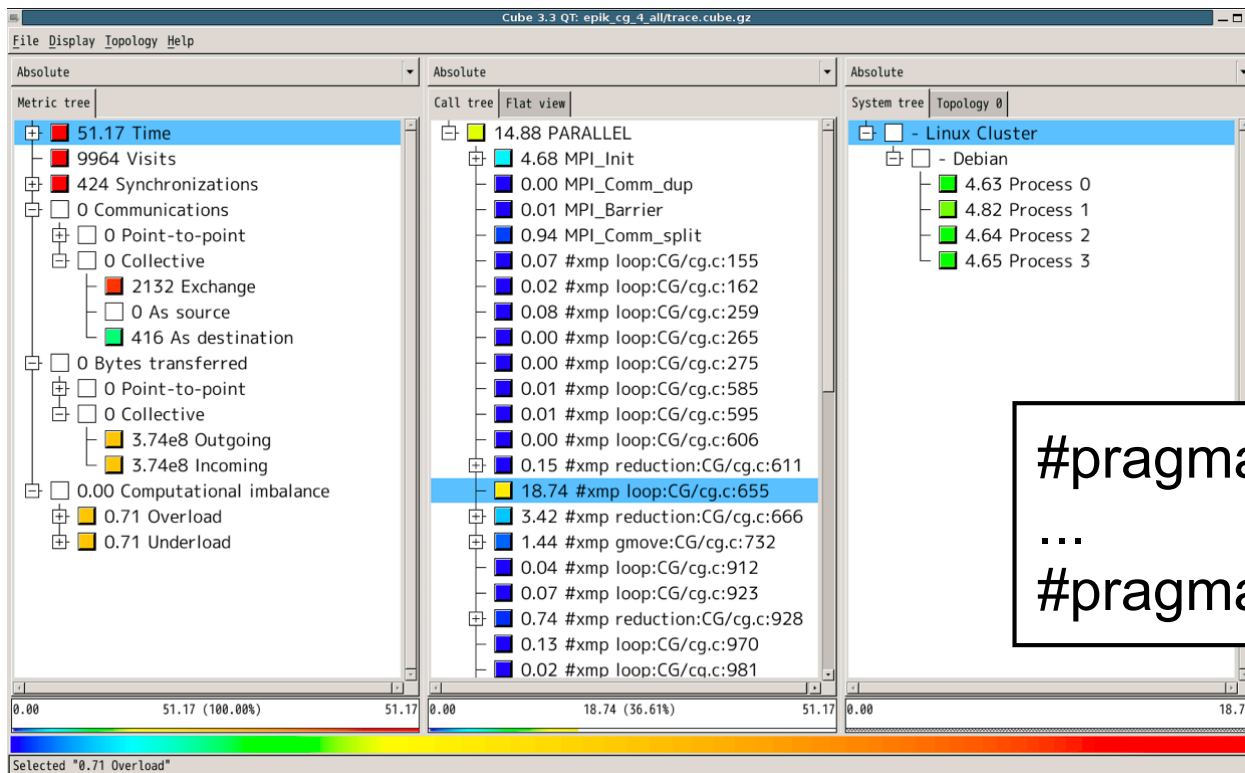 Cube 3.3 QT: epik_cg_4_all/trace.cube.gz
File Display Topology Help
Absolute
Metric tree
51.17 Time
9964 Visits
424 Synchronizations
0 Communications
0 Point-to-point
0 Collective
2132 Exchange
0 As source
416 As destination
0 Bytes transferred
0 Point-to-point
0 Collective
3.74e8 Outgoing
3.74e8 Incoming
0.00 Computational imbalance
0.71 Overload
0.71 Underload
0.00 51.17 (100.00%) 51.17
Absolute
Call tree Flat view
14.88 PARALLEL
4.68 MPI_Init
0.00 MPI_Comm_dup
0.01 MPI_Barrier
0.94 MPI_Comm_split
0.07 #xmp loop:CG/cg.c:155
0.02 #xmp loop:CG/cg.c:162
0.08 #xmp loop:CG/cg.c:259
0.00 #xmp loop:CG/cg.c:265
0.00 #xmp loop:CG/cg.c:275
0.01 #xmp loop:CG/cg.c:585
0.01 #xmp loop:CG/cg.c:595
0.00 #xmp loop:CG/cg.c:606
0.15 #xmp reduction:CG/cg.c:611
18.74 #xmp loop:CG/cg.c:655
3.42 #xmp reduction:CG/cg.c:666
1.44 #xmp gmove:CG/cg.c:732
0.04 #xmp loop:CG/cg.c:912
0.07 #xmp loop:CG/cg.c:923
0.74 #xmp reduction:CG/cg.c:928
0.13 #xmp loop:CG/cg.c:970
0.02 #xmp loop:CG/cg.c:981
0.00 18.74 (36.61%) 51.17
Absolute
System tree Topology 0
- Linux Cluster
- Debian
4.63 Process 0
4.82 Process 1
4.64 Process 2
4.65 Process 3
0.00 18.7
#pragma
...
#pragma
Selected "0.71 Overload"